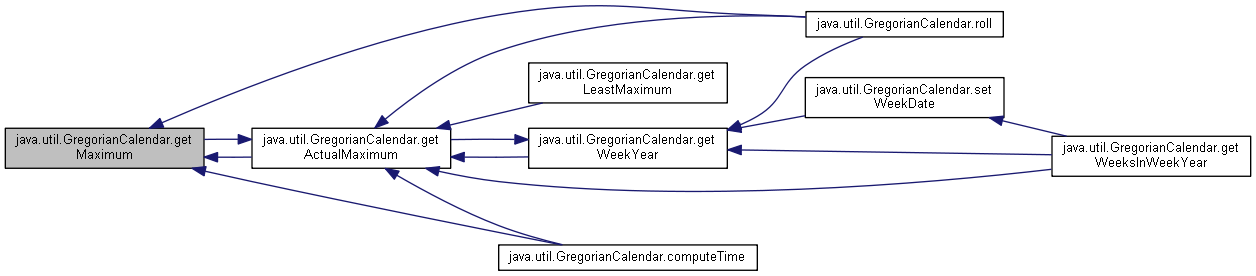 java.util.GregorianCalendar.roll
java.util.GregorianCalendar.get
LeastMaximum
java.util.GregorianCalendar.set
WeekDate
java.util.GregorianCalendar.get
Maximum
java.util.GregorianCalendar.get
ActualMaximum
java.util.GregorianCalendar.get
WeekYear
java.util.GregorianCalendar.get
WeeksInWeekYear
java.util.GregorianCalendar.computeTime